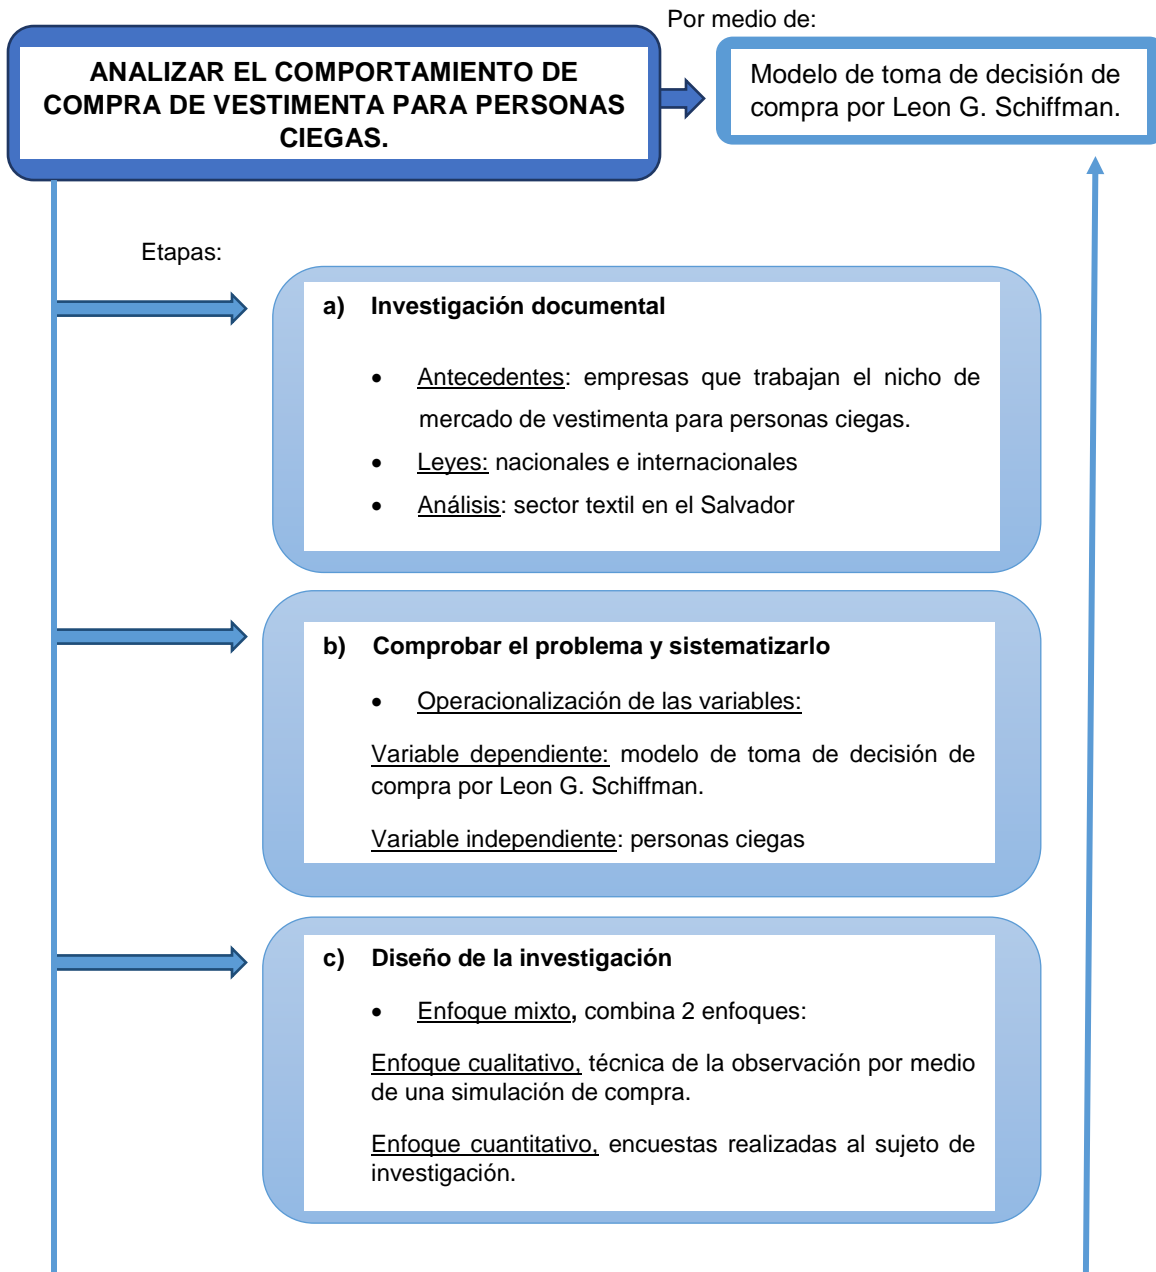 Por medio de:
ANALIZAR EL COMPORTAMIENTO DE
COMPRA DE VESTIMENTA PARA PERSONAS
CIEGAS.
Modelo de toma de decisión de
compra por Leon G. Schiffman.
Etapas:
a) Investigación documental
• Antecedentes: empresas que trabajan el nicho de
mercado de vestimenta para personas ciegas.
• Leyes: nacionales e internacionales
• Análisis: sector textil en el Salvador
b) Comprobar el problema y sistematizarlo
• Operacionalización de las variables:
Variable dependiente: modelo de toma de decisión de
compra por Leon G. Schiffman.
Variable independiente: personas ciegas
c) Diseño de la investigación
• Enfoque mixto, combina 2 enfoques:
Enfoque cualitativo, técnica de la observación por medio
de una simulación de compra.
Enfoque cuantitativo, encuestas realizadas al sujeto de
investigación.